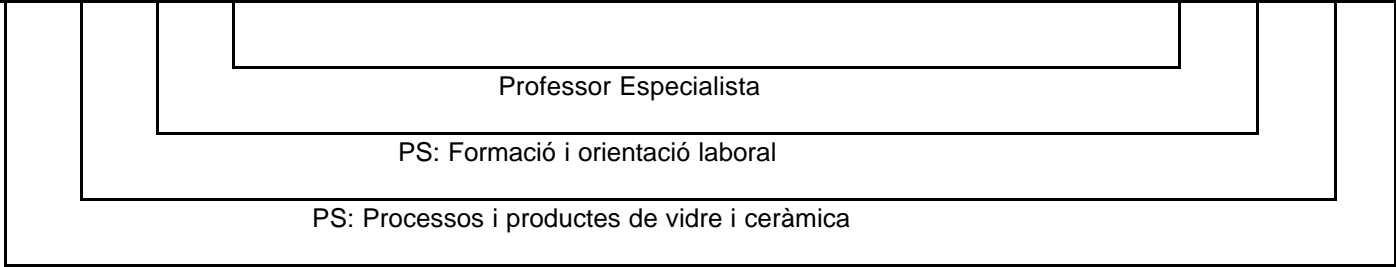 Professor Especialista
PS: Formació i orientació laboral
PS: Processos i productes de vidre i ceràmica